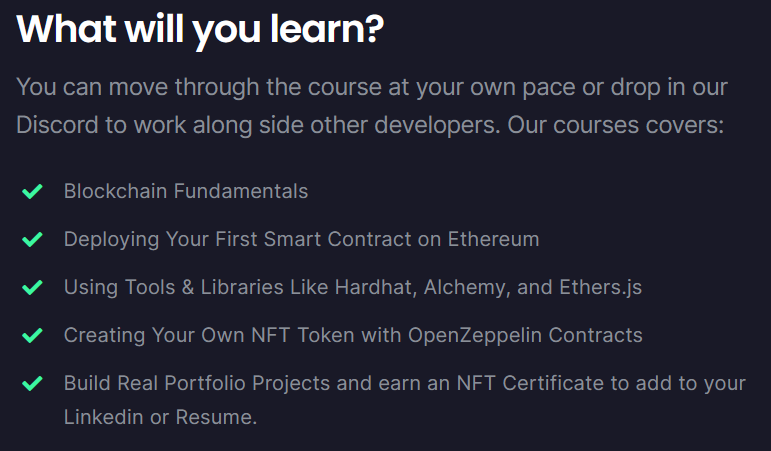 What will you learn?
You can move through the course at your own pace or drop in our
Discord to work along side other developers. Our courses covers:
Blockchain Fundamentals
Deploying Your First Smart Contract on Ethereum
Using Tools & Libraries Like Hardhat, Alchemy, and Ethers.js
Creating Your Own NFT Token with OpenZeppelin Contracts
Build Real Portfolio Projects and earn an NFT Certificate to add to your
Linkedin or Resume.